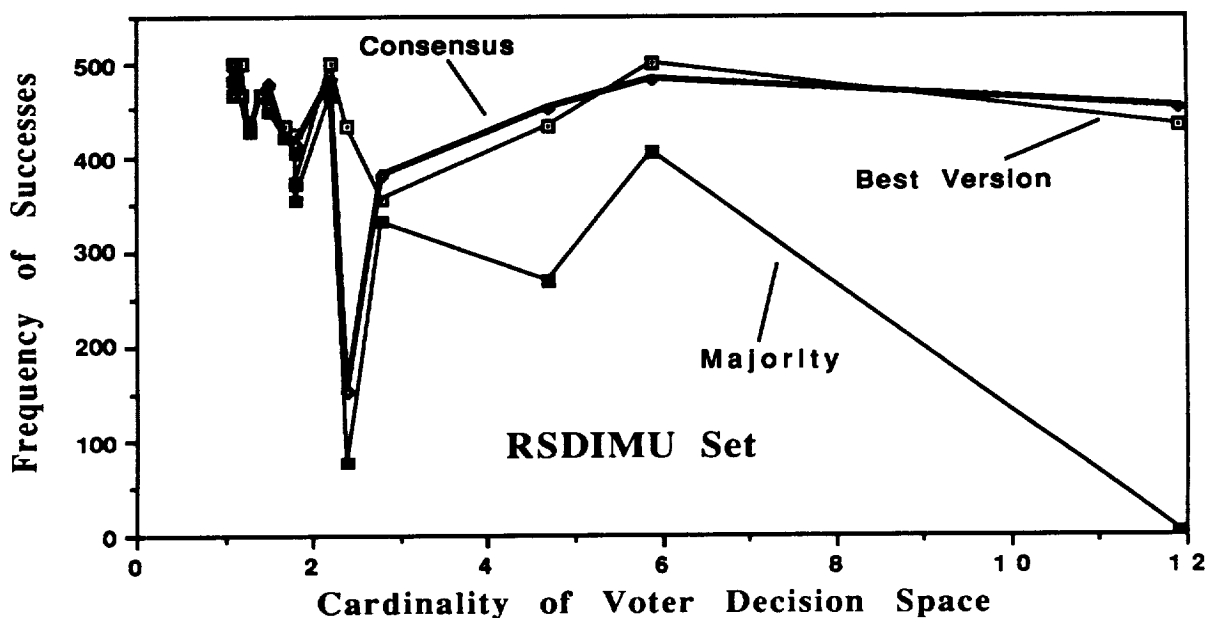 Frequency of Successes
500
400
300
200
100
0
Consensus
Best Version
Majority
RSDIMU Set
0 2 4 6 8 10 12
Cardinality of Voter Decision Space